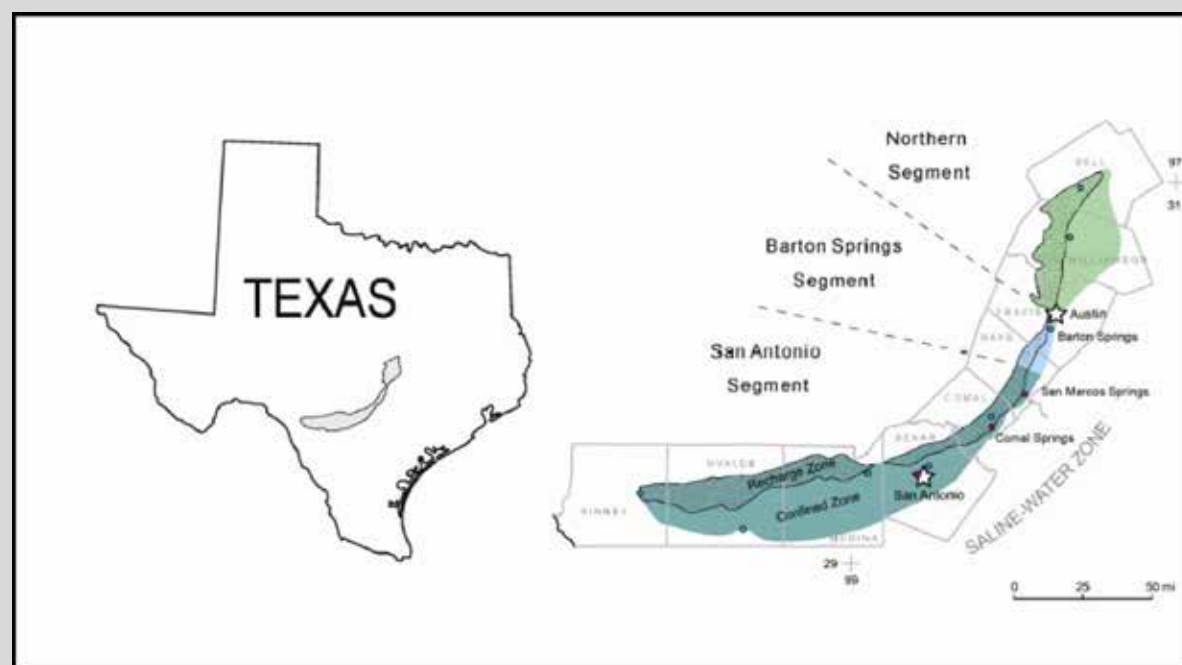 TEXAS
Northern
Segment
Barton Springs
Segment
San Antonio
Segment
BELL
97
31
WILLIAMSON
TRAVIS
Austin
HAYS
Barton Springs
COMAL
San Marcos Springs
BEXAR
Comal Springs
UVALDE
Recharge Zone
San Antonio
KINNEY
Confined Zone
MEDINA
SALINE-WATER ZONE
29
99
0 25 50 mi